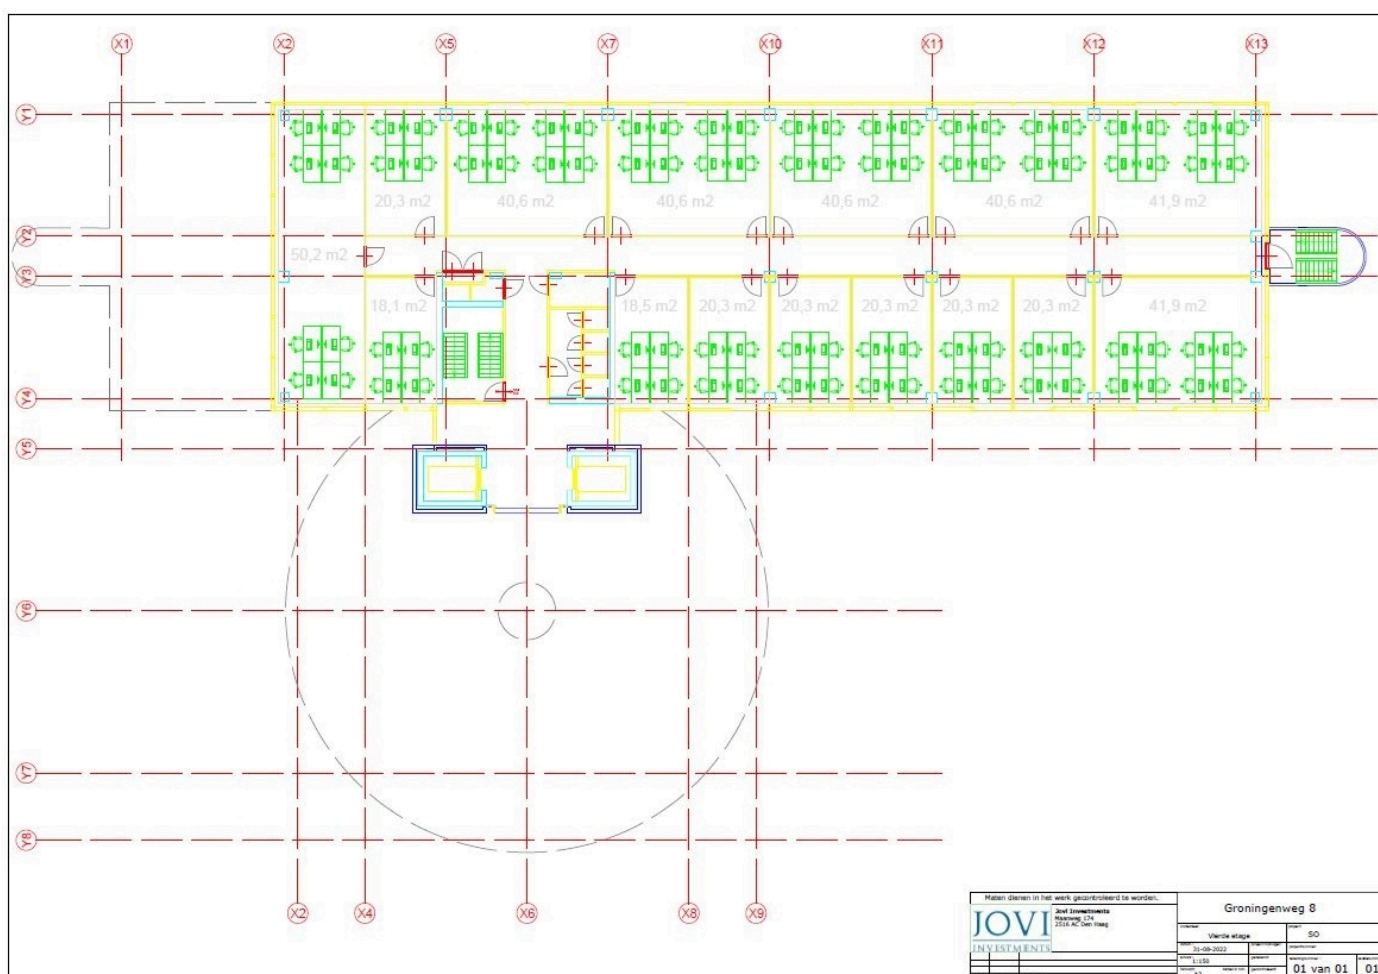 X1 X2 X5 X7 X10 X11 X12 X13
Y1
20,3 m2 40,6 m2 40,6 m2 40,6 m2 40,6 m2 41,9 m2
Y2
50,2 m2
Y3
18,1 m2 18,5 m2 20,3 m2 20,3 m2 20,3 m2 20,3 m2 20,3 m2 41,9 m2
Y4
Y5
Y6
Y7
Y8
X2 X4 X6 X8 X9
Maten dienen in het werk gecontroleerd te worden.
JOVI
INVESTMENTS
Jovi Investments
Maanweg 174
2516 AC Den Haag
Groningenweg 8
Vierde etage
SO
31-08-2022
1:150
A3
01 van 01
01